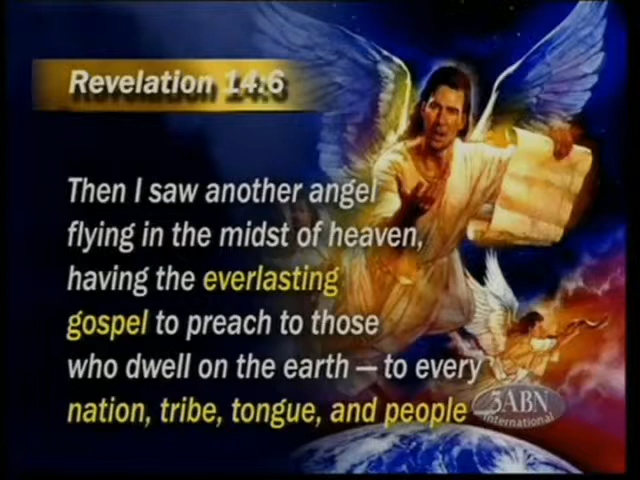 Revelation 14:6
Then I saw another angel
flying in the midst of heaven,
having the everlasting
gospel to preach to those
who dwell on the earth — to every
nation, tribe, tongue, and people
3ABN
International